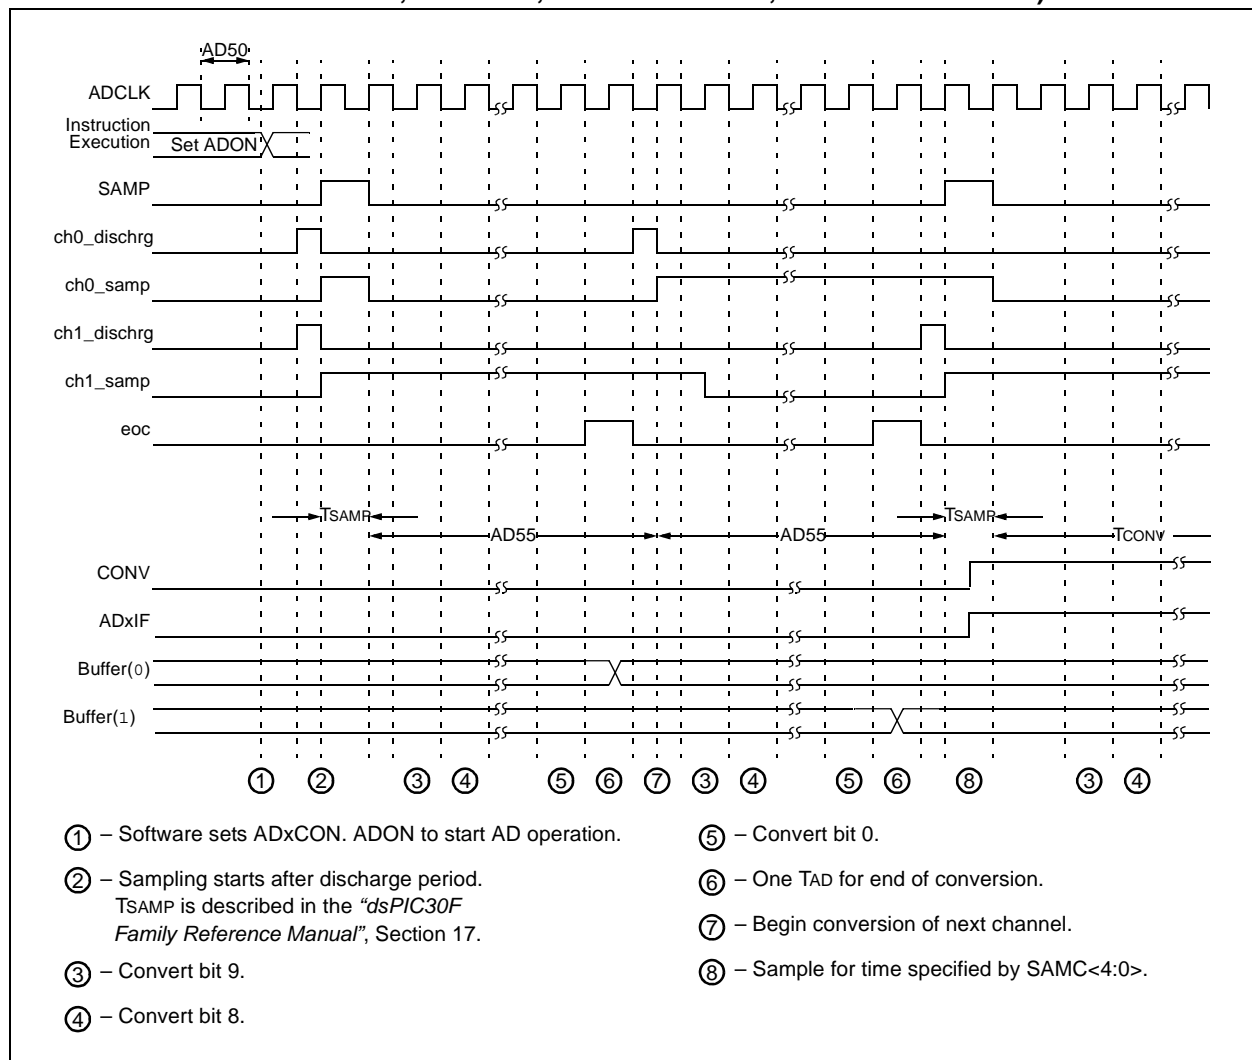 AD50
ADCLK
Instruction
Execution
Set ADON
SAMP
ch0_dischrg
ch0_samp
ch1_dischrg
ch1_samp
eoc
TSAMP
TSAMP
AD55
AD55
TCONV
CONV
ADxIF
Buffer(0)
Buffer(1)
1 2 3 4 5 6 7 3 4 5 6 8 3 4
1 – Software sets ADxCON. ADON to start AD operation.
2 – Sampling starts after discharge period.
TSAMP is described in the "dsPIC30F
Family Reference Manual", Section 17.
3 – Convert bit 9.
4 – Convert bit 8.
5 – Convert bit 0.
6 – One TAD for end of conversion.
7 – Begin conversion of next channel.
8 – Sample for time specified by SAMC<4:0>.